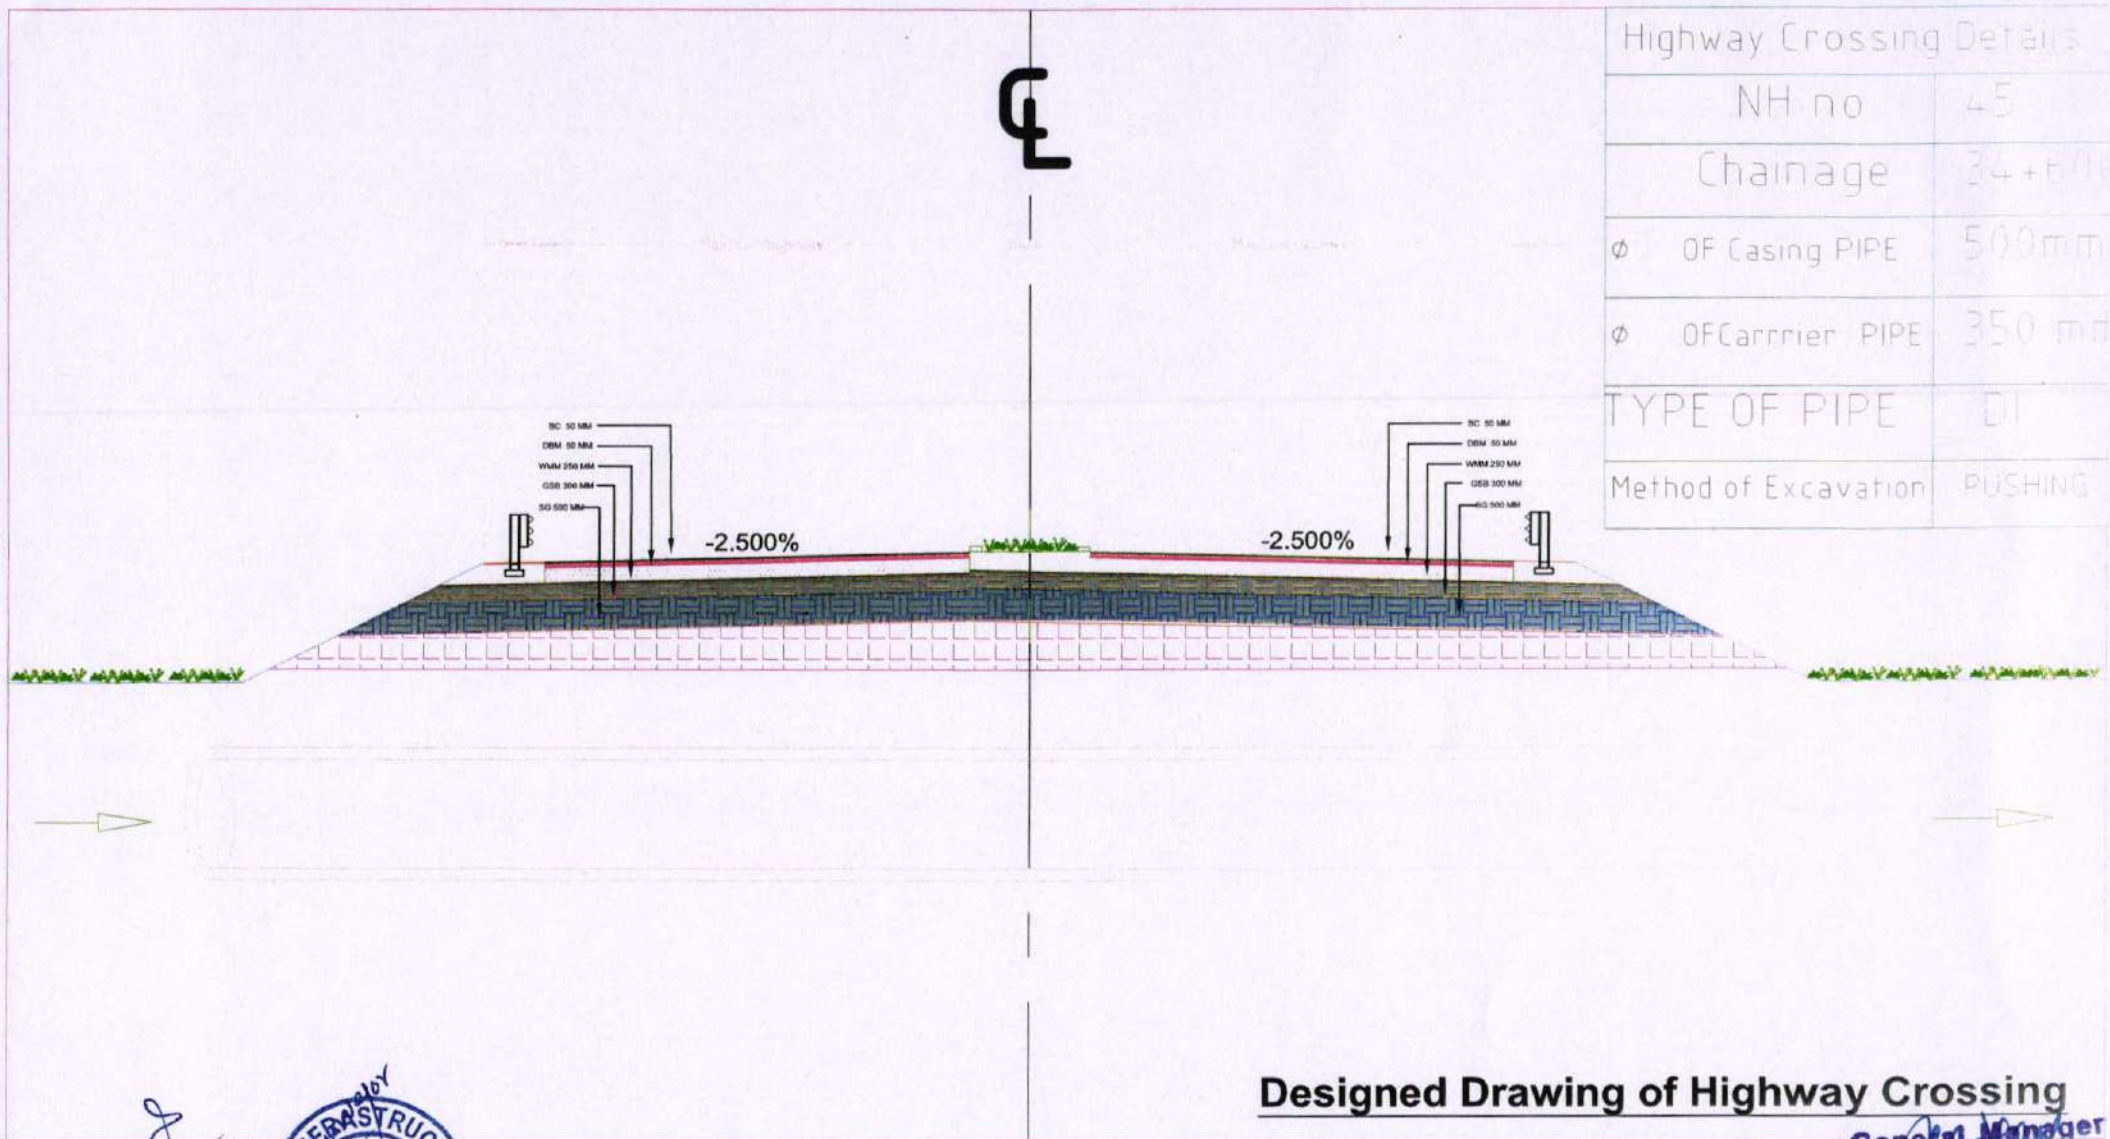 Highway Crossing Details
NH no 45
Chainage
ø OF Casing PIPE 500mm
ø OFCarrrier PIPE 350 mm
TYPE OF PIPE DI
Method of Excavation PUSHING
CL
BC 50 MM
DBM 50 MM
WMM 250 MM
GSB 300 MM
SG 500 MM
-2.500%
BC 50 MM
DBM 50 MM
WMM 250 MM
GSB 300 MM
SG 500 MM
-2.500%
Designed Drawing of Highway Crossing
Manager